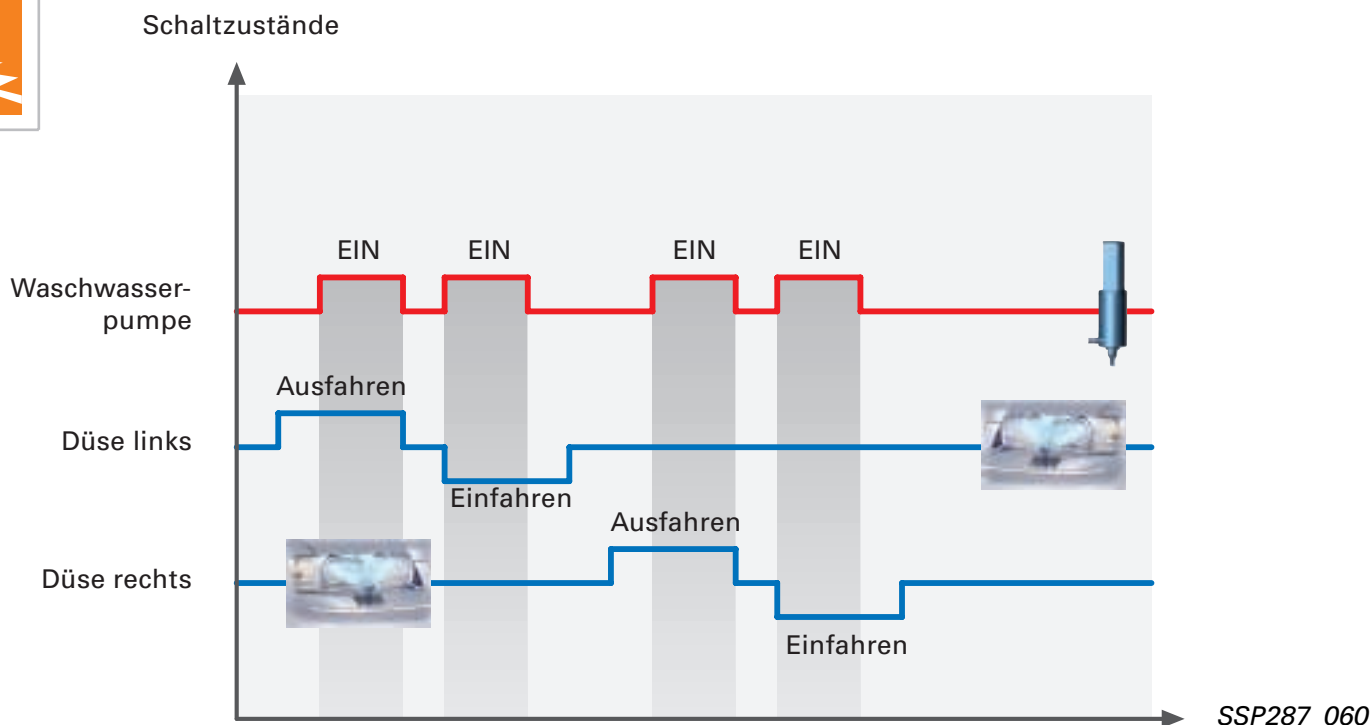 Schaltzustände
EIN
EIN
EIN
EIN
Waschwasser-
pumpe
Ausfahren
Düse links
Einfahren
Ausfahren
Düse rechts
Einfahren
SSP287_060